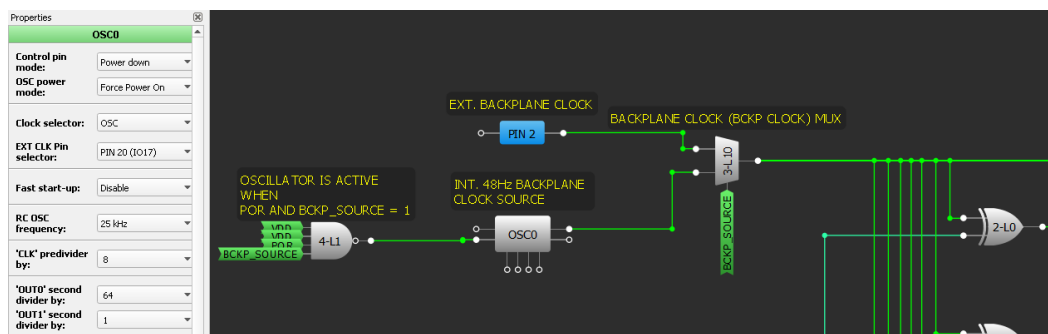 Properties
OSC0
Control pin mode:
Power down
OSC power mode:
Force Power On
Clock selector:
OSC
EXT CLK Pin selector:
PIN 20 (IO17)
Fast start-up:
Disable
RC OSC frequency:
25 kHz
'CLK' predivider by:
8
'OUT0' second divider by:
64
'OUT1' second divider by:
1
EXT. BACKPLANE CLOCK
PIN 2
BACKPLANE CLOCK (BCKP CLOCK) MUX
3-L10
BCKP_SOURCE
OSCILLATOR IS ACTIVE
WHEN
POR AND BCKP_SOURCE = 1
VDD
VDD
POR
BCKP_SOURCE
4-L1
INT. 48Hz BACKPLANE
CLOCK SOURCE
OSC0
2-L0